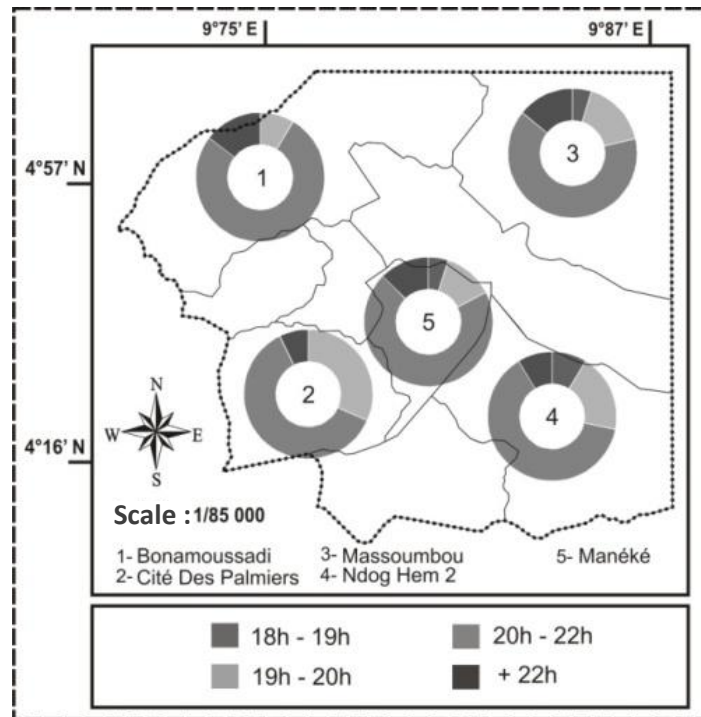 9°75’ E 9°87’ E
4°57’ N
1
3
5
2
4
N
W E
S
4°16’ N
Scale : 1/85 000
1- Bonamoussadi 3- Massoumbou 5- Manéké
2- Cité Des Palmiers 4- Ndog Hem 2
18h - 19h 20h - 22h
19h - 20h + 22h